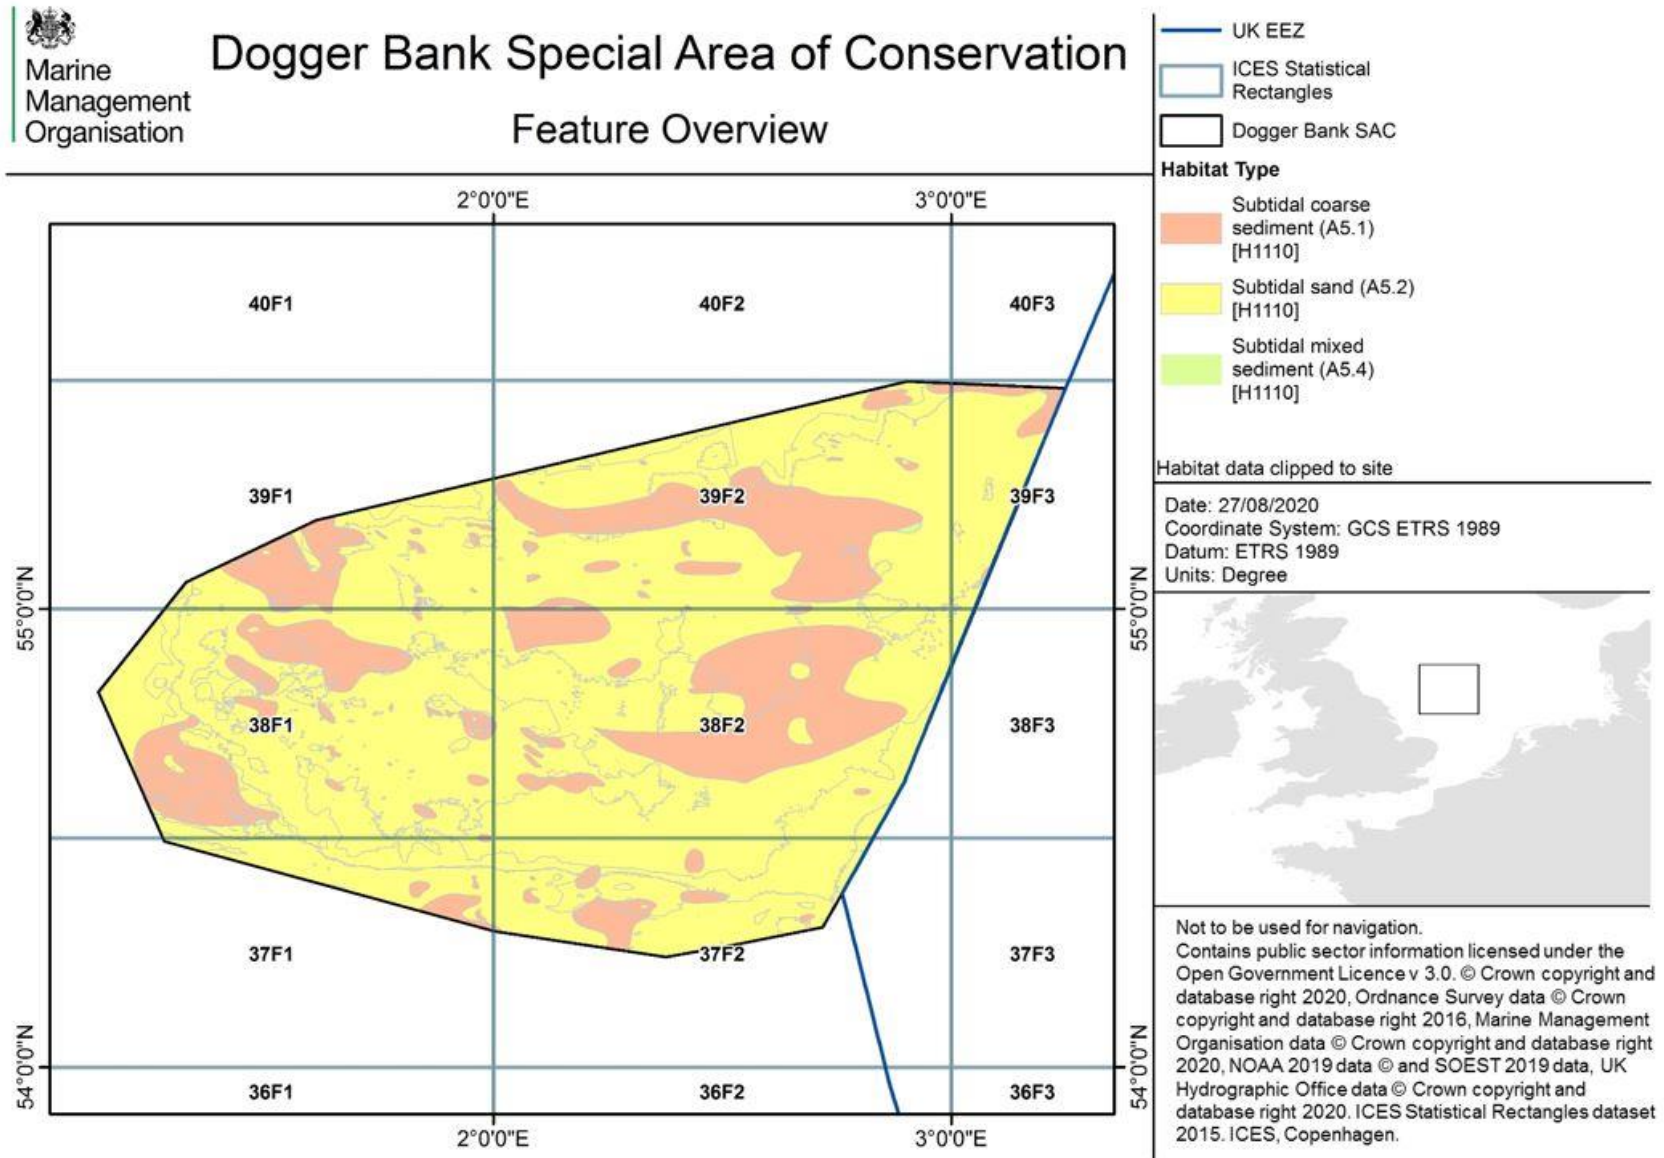 Marine
Management
Organisation
Dogger Bank Special Area of Conservation
Feature Overview
2°0'0"E
3°0'0"E
40F1
40F2
40F3
39F1
39F2
39F3
55°0'0"N
55°0'0"N
38F1
38F2
38F3
37F1
37F2
37F3
54°0'0"N
54°0'0"N
36F1
36F2
36F3
2°0'0"E
3°0'0"E
UK EEZ
ICES Statistical
Rectangles
Dogger Bank SAC
Habitat Type
Subtidal coarse
sediment (A5.1)
[H1110]
Subtidal sand (A5.2)
[H1110]
Subtidal mixed
sediment (A5.4)
[H1110]
Habitat data clipped to site
Date: 27/08/2020
Coordinate System: GCS ETRS 1989
Datum: ETRS 1989
Units: Degree
Not to be used for navigation.
Contains public sector information licensed under the
Open Government Licence v 3.0. © Crown copyright and
database right 2020, Ordnance Survey data © Crown
copyright and database right 2016, Marine Management
Organisation data © Crown copyright and database right
2020, NOAA 2019 data © and SOEST 2019 data, UK
Hydrographic Office data © Crown copyright and
database right 2020. ICES Statistical Rectangles dataset
2015. ICES, Copenhagen.